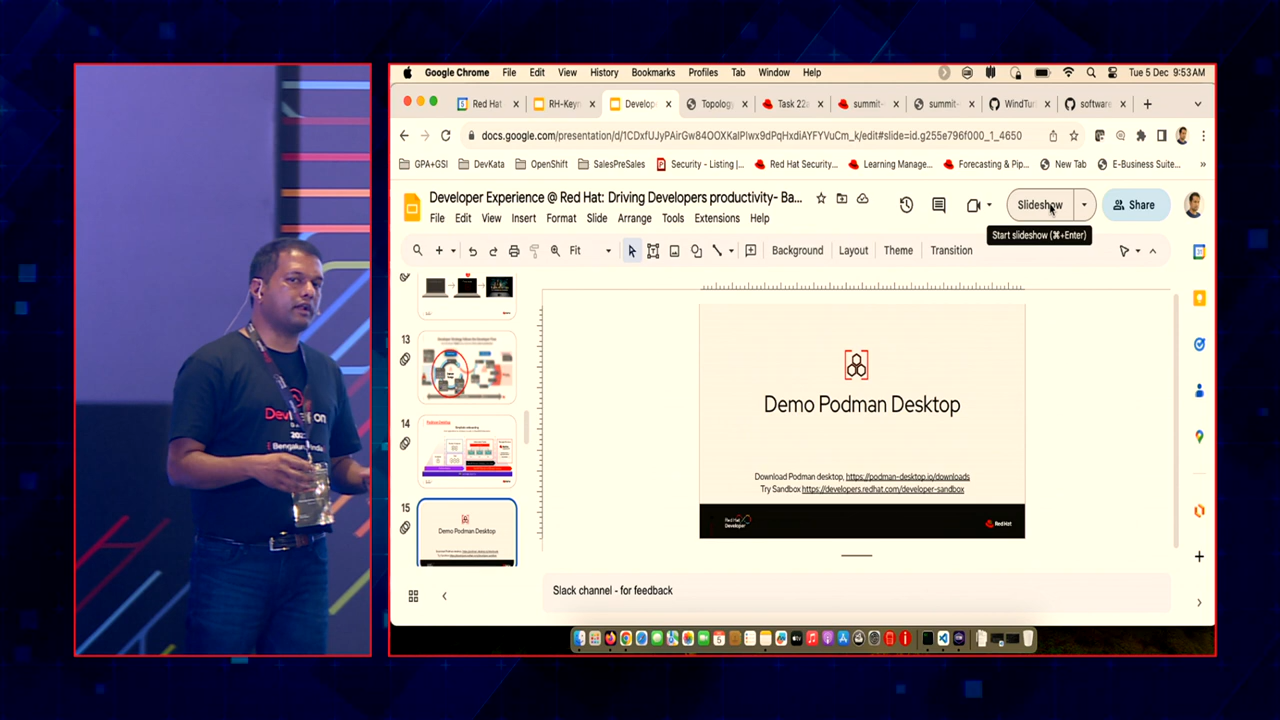 Google Chrome File Edit View History Bookmarks Profiles Tab Window Help
Tue 5 Dec 9:53 AM
Red Hat
RH-Keyn
Develop
Topology
Task 22a
summit-
summit-
WindTur
software
docs.google.com/presentation/d/1CDxfUJyPAirGw84OOXKalPlwx9dPqHxdiAYFYVuCm_k/edit#slide=id.g255e796f000_1_4650
GPA+GSI
DevKata
OpenShift
SalesPreSales
Security - Listing |...
Red Hat Security...
Learning Manage...
Forecasting & Pip...
New Tab
E-Business Suite...
»
Developer Experience @ Red Hat: Driving Developers productivity- Ba...
File Edit View Insert Format Slide Arrange Tools Extensions Help
Slideshow
Share
Start slideshow (⌘+Enter)
Fit
Background
Layout
Theme
Transition
13
14
15
Demo Podman Desktop
Demo Podman Desktop
Download Podman desktop, https://podman-desktop.io/downloads
Try Sandbox https://developers.redhat.com/developer-sandbox
Red Hat
Developer
Red Hat
Slack channel - for feedback
Bengaluru